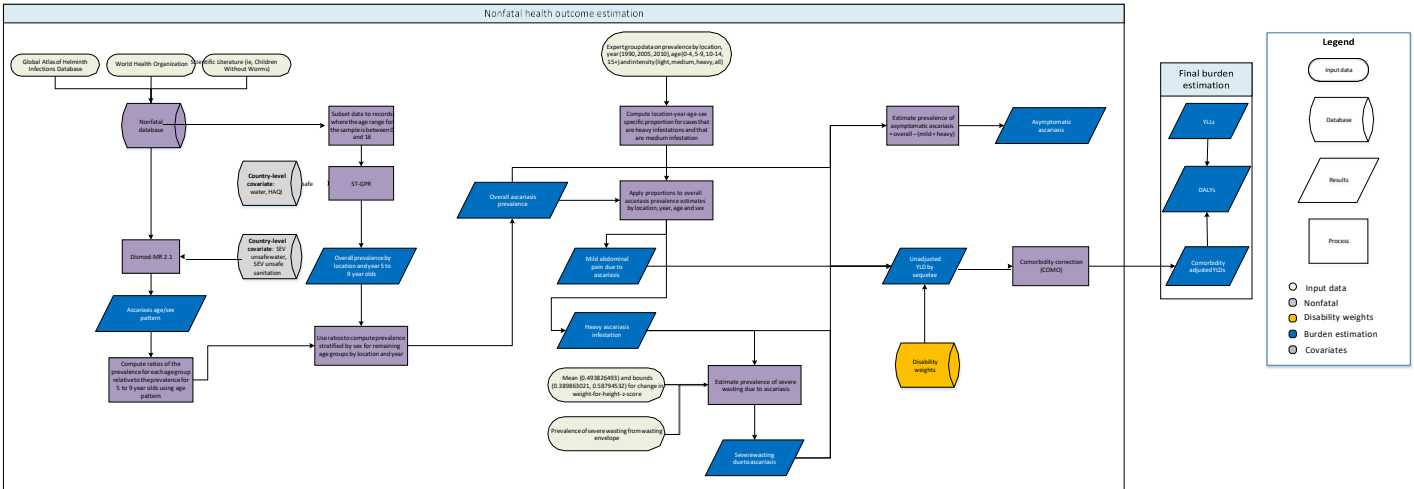 Nonfatal health outcome estimation
Global Atlas of Helminth
Infections Database
World Health Organization
Scientific Literature (ie, Children
Without Worms)
Expert group data on prevalence by location,
year (1990, 2005, 2010), age (0-4, 5-9, 10-14,
15+) and intensity (light, medium, heavy, all)
Nonfatal
database
Subset data to records
where the age range for
the sample is between 0
and 16
Compute location-year-age-sex
specific proportion for cases that
are heavy infestations and that
are medium infestation
Estimate prevalence of
asymptomatic ascariasis
= overall – (mild + heavy)
Asymptomatic
ascariasis
Country-level
covariate: safe
water, HAQI
ST-GPR
Overall ascariasis
prevalence
Apply proportions to overall
ascariasis prevalence estimates
by location, year, age and sex
Dismod-MR 2.1
Country-level
covariate: SEV
unsafe water,
SEV unsafe
sanitation
Overall prevalence by
location and year 5 to
9 year olds
Mild abdominal
pain due to
ascariasis
Unadjusted
YLD by
sequelae
Comorbidity correction
(COMO)
Ascariasis age/sex
pattern
Heavy ascariasis
infestation
Use ratios to compute prevalence
stratified by sex for remaining
age groups by location and year
Compute ratios of the
prevalence for each age group
relative to the prevalence for
5 to 9 year olds using age
pattern
Mean (0.493826493) and bounds
(0.389863021, 0.58794532) for change in
weight-for-height-z-score
Estimate prevalence of severe
wasting due to ascariasis
Disability
weights
Prevalence of severe wasting from wasting
envelope
Severe wasting
due to ascariasis
Final burden
estimation
YLLs
DALYs
Comorbidity
adjusted YLDs
Legend
Input data
Database
Results
Process
Input data
Nonfatal
Disability weights
Burden estimation
Covariates